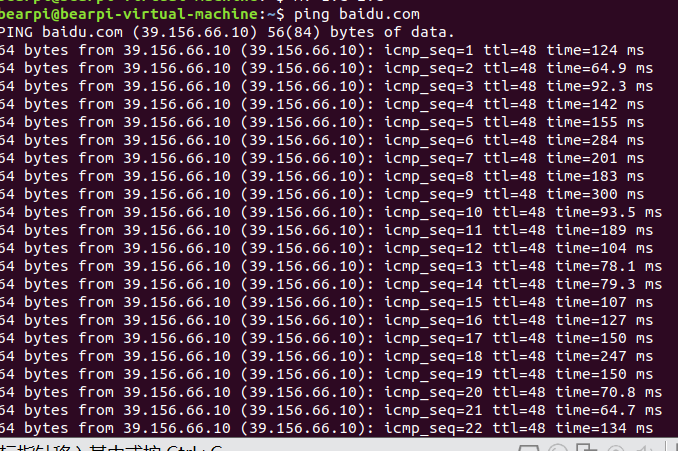 bearpi@bearpi-virtual-machine:~$ ping baidu.com
PING baidu.com (39.156.66.10) 56(84) bytes of data.
64 bytes from 39.156.66.10 (39.156.66.10): icmp_seq=1 ttl=48 time=124 ms
64 bytes from 39.156.66.10 (39.156.66.10): icmp_seq=2 ttl=48 time=64.9 ms
64 bytes from 39.156.66.10 (39.156.66.10): icmp_seq=3 ttl=48 time=92.3 ms
64 bytes from 39.156.66.10 (39.156.66.10): icmp_seq=4 ttl=48 time=142 ms
64 bytes from 39.156.66.10 (39.156.66.10): icmp_seq=5 ttl=48 time=155 ms
64 bytes from 39.156.66.10 (39.156.66.10): icmp_seq=6 ttl=48 time=284 ms
64 bytes from 39.156.66.10 (39.156.66.10): icmp_seq=7 ttl=48 time=201 ms
64 bytes from 39.156.66.10 (39.156.66.10): icmp_seq=8 ttl=48 time=183 ms
64 bytes from 39.156.66.10 (39.156.66.10): icmp_seq=9 ttl=48 time=300 ms
64 bytes from 39.156.66.10 (39.156.66.10): icmp_seq=10 ttl=48 time=93.5 ms
64 bytes from 39.156.66.10 (39.156.66.10): icmp_seq=11 ttl=48 time=189 ms
64 bytes from 39.156.66.10 (39.156.66.10): icmp_seq=12 ttl=48 time=104 ms
64 bytes from 39.156.66.10 (39.156.66.10): icmp_seq=13 ttl=48 time=78.1 ms
64 bytes from 39.156.66.10 (39.156.66.10): icmp_seq=14 ttl=48 time=79.3 ms
64 bytes from 39.156.66.10 (39.156.66.10): icmp_seq=15 ttl=48 time=107 ms
64 bytes from 39.156.66.10 (39.156.66.10): icmp_seq=16 ttl=48 time=127 ms
64 bytes from 39.156.66.10 (39.156.66.10): icmp_seq=17 ttl=48 time=150 ms
64 bytes from 39.156.66.10 (39.156.66.10): icmp_seq=18 ttl=48 time=247 ms
64 bytes from 39.156.66.10 (39.156.66.10): icmp_seq=19 ttl=48 time=150 ms
64 bytes from 39.156.66.10 (39.156.66.10): icmp_seq=20 ttl=48 time=70.8 ms
64 bytes from 39.156.66.10 (39.156.66.10): icmp_seq=21 ttl=48 time=64.7 ms
64 bytes from 39.156.66.10 (39.156.66.10): icmp_seq=22 ttl=48 time=134 ms